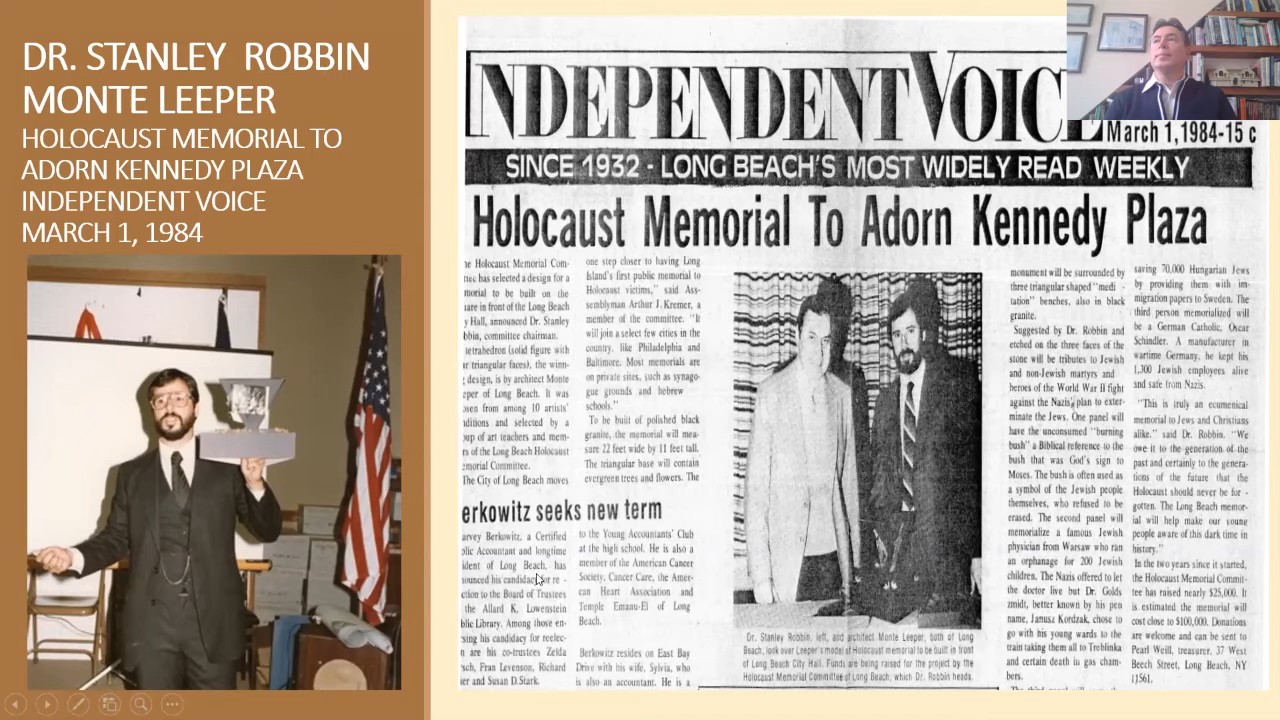 DR. STANLEY ROBBIN
MONTE LEEPER
HOLOCAUST MEMORIAL TO
ADORN KENNEDY PLAZA
INDEPENDENT VOICE
MARCH 1, 1984
INDEPENDENT VOIC
March 1, 1984-15 c
SINCE 1932 - LONG BEACH'S MOST WIDELY READ WEEKLY
Holocaust Memorial To Adorn Kennedy Plaza
he Holocaust Memorial Com-
ttee has selected a design for a
morial to be built on the
uare in front of the Long Beach
y Hall, announced Dr. Stanley
bbin, committee chairman.
tetrahedron (solid figure with
ur triangular faces), the winn-
g design, is by architect Monte
eper of Long Beach. It was
osen from among 10 artists'
ditions and selected by a
oup of art teachers and mem-
rs of the Long Beach Holocaust
emorial Committee.
The City of Long Beach moves
one step closer to having Long
Island's first public memorial to
Holocaust victims," said Ass-
semblyman Arthur J. Kremer, a
member of the committee. "It
will join a select few cities in the
country, like Philadelphia and
Baltimore. Most memorials are
on private sites, such as synago-
gue grounds and hebrew
schools."
To be built of polished black
granite, the memorial will mea-
sure 22 feet wide by 11 feet tall.
The triangular base will contain
evergreen trees and flowers. The
monument will be surrounded by
three triangular shaped "medi -
tation" benches, also in black
granite.
Suggested by Dr. Robbin and
etched on the three faces of the
stone will be tributes to Jewish
and non-Jewish martyrs and
heroes of the World War II fight
against the Nazis' plan to exter-
minate the Jews. One panel will
have the unconsumed "burning
bush" a Biblical reference to the
bush that was God's sign to
Moses. The bush is often used as
a symbol of the Jewish people
themselves, who refused to be
erased. The second panel will
memorialize a famous Jewish
physician from Warsaw who ran
an orphanage for 200 Jewish
children. The Nazis offered to let
the doctor live but Dr. Golds
zmidt, better known by his pen
name, Janusz Kordzak, chose to
go with his young wards to the
train taking them all to Treblinka
and certain death in gas cham-
bers.
saving 70,000 Hungarian Jews
by providing them with im-
migration papers to Sweden. The
third person memorialized will
be a German Catholic, Oscar
Schindler. A manufacturer in
wartime Germany, he kept his
1,300 Jewish employees alive
and safe from Nazis.
"This is truly an ecumenical
memorial to Jews and Christians
alike." said Dr. Robbin. "We
owe it to the generation of the
past and certainly to the genera-
tions of the future that the
Holocaust should never be for -
gotten. The Long Beach memor-
ial will help make our young
people aware of this dark time in
history."
In the two years since it started,
the Holocaust Memorial Commit-
tee has raised nearly $25,000. It
is estimated the memorial will
cost close to $100,000. Donations
are welcome and can be sent to
Pearl Weill, treasurer, 37 West
Beech Street, Long Beach, NY
11561.
Dr. Stanley Robbin, left, and architect Monte Leeper, both of Long
Beach, look over Leeper's model of Holocaust memorial to be built in front
of Long Beach City Hall. Funds are being raised for the project by the
Holocaust Memorial Committee of Long Beach, which Dr. Robbin heads.
erkowitz seeks new term
arvey Berkowitz, a Certified
blic Accountant and longtime
ident of Long Beach, has
nounced his candidacy for re -
ction to the Board of Trustees
the Allard K. Lowenstein
blic Library. Among those en-
rsing his candidacy for reelec-
n are his co-trustees Zelda
sch, Fran Levenson, Richard
ier and Susan D. Stark.
to the Young Accountants' Club
at the high school. He is also a
member of the American Cancer
Society, Cancer Care, the Amer-
can Heart Association and
Temple Emanu-El of Long
Beach.
Berkowitz resides on East Bay
Drive with his wife, Sylvia, who
is also an accountant. He is a